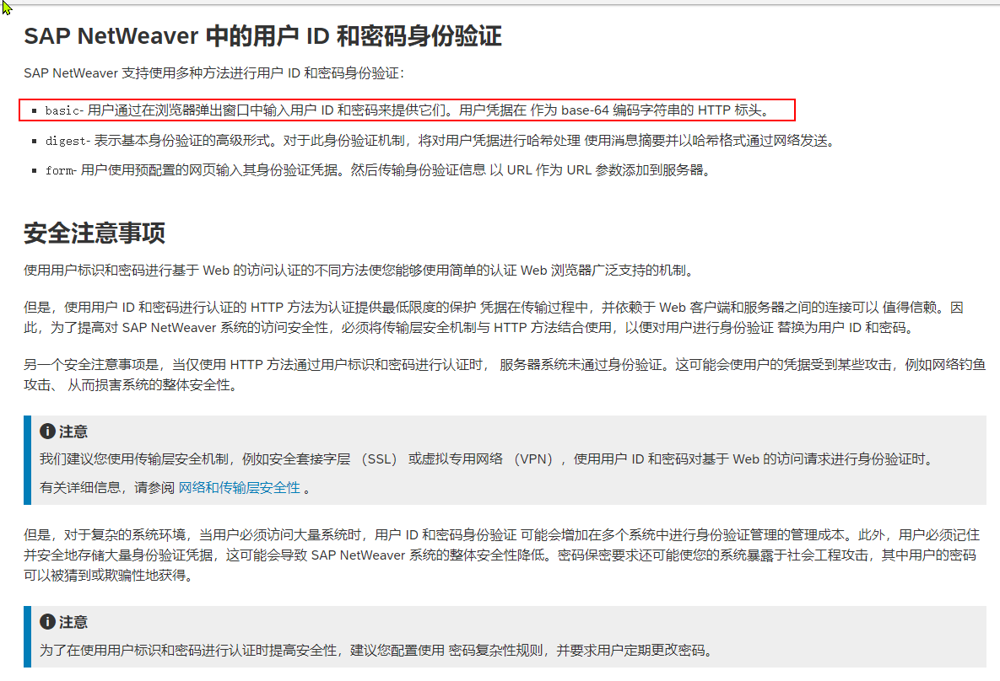 SAP NetWeaver 中的用户 ID 和密码身份验证
SAP NetWeaver 支持使用多种方法进行用户 ID 和密码身份验证：
▪ basic- 用户通过在浏览器弹出窗口中输入用户 ID 和密码来提供它们。用户凭据在 作为 base-64 编码字符串的 HTTP 标头。
▪ digest- 表示基本身份验证的高级形式。对于此身份验证机制，将对用户凭据进行哈希处理 使用消息摘要并以哈希格式通过网络发送。
▪ form- 用户使用预配置的网页输入其身份验证凭据。然后传输身份验证信息 以 URL 作为 URL 参数添加到服务器。
安全注意事项
使用用户标识和密码进行基于 Web 的访问认证的不同方法使您能够使用简单的认证 Web 浏览器广泛支持的机制。
但是，使用用户 ID 和密码进行认证的 HTTP 方法为认证提供最低限度的保护 凭据在传输过程中，并依赖于 Web 客户端和服务器之间的连接可以 值得信赖。因
此，为了提高对 SAP NetWeaver 系统的访问安全性，必须将传输层安全机制与 HTTP 方法结合使用，以便对用户进行身份验证 替换为用户 ID 和密码。
另一个安全注意事项是，当仅使用 HTTP 方法通过用户标识和密码进行认证时， 服务器系统未通过身份验证。这可能会使用户的凭据受到某些攻击，例如网络钓鱼
攻击、 从而损害系统的整体安全性。
注意
我们建议您使用传输层安全机制，例如安全套接字层 （SSL） 或虚拟专用网络 （VPN）, 使用用户 ID 和密码对基于 Web 的访问请求进行身份验证时。
有关详细信息，请参阅 网络和传输层安全性 。
但是，对于复杂的系统环境，当用户必须访问大量系统时，用户 ID 和密码身份验证 可能会增加在多个系统中进行身份验证管理的管理成本。此外，用户必须记住
并安全地存储大量身份验证凭据，这可能会导致 SAP NetWeaver 系统的整体安全性降低。密码保密要求还可能使您的系统暴露于社会工程攻击，其中用户的密码
可以被猜到或欺骗性地获得。
注意
为了在使用用户标识和密码进行认证时提高安全性，建议您配置使用 密码复杂性规则，并要求用户定期更改密码。